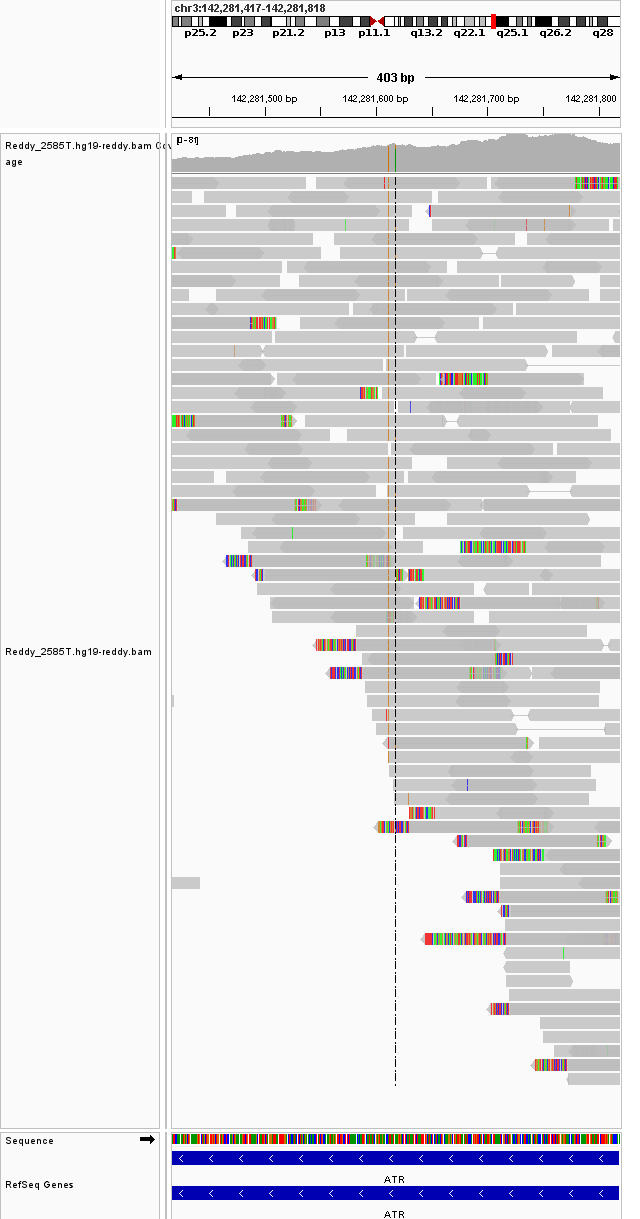 chr3:142,281,417-142,281,818
p25.2 p23 p21.2 p13 p11.1 q13.2 q22.1 q25.1 q26.2 q28
403 bp
142,281,500 bp 142,281,600 bp 142,281,700 bp 142,281,800
Reddy_2585T.hg19-reddy.bam Cov
age
[0-81]
Reddy_2585T.hg19-reddy.bam
Sequence
RefSeq Genes
ATR
ATR